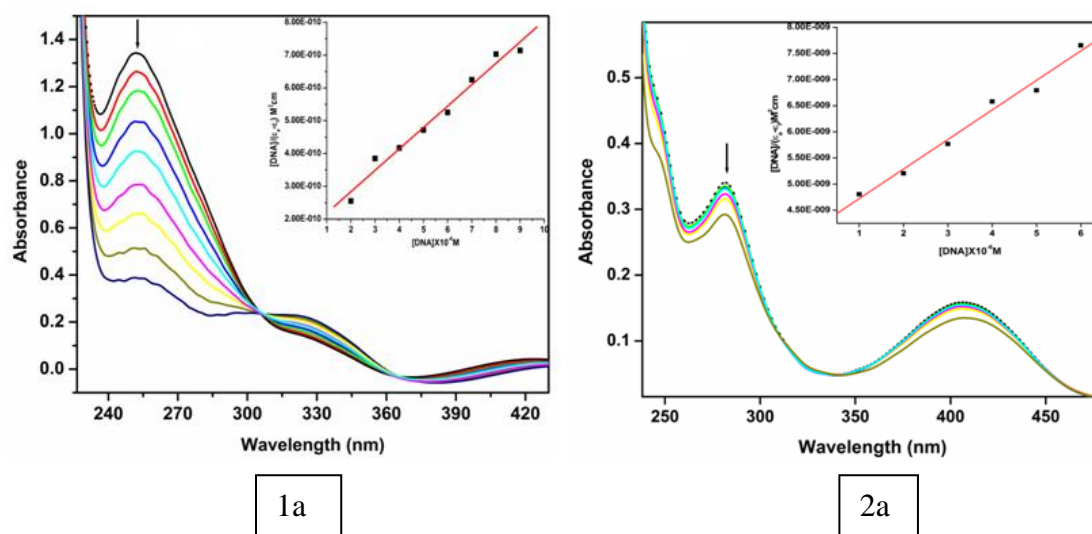 1.4
1.2
1.0
0.8
0.6
0.4
0.2
0.0
Absorbance
240 270 300 330 360 390 420
Wavelength (nm)
8.00E-010
7.00E-010
6.00E-010
5.00E-010
4.00E-010
3.00E-010
2.00E-010
M²cm
1 2 3 4 5 6 7 8 9 10
[DNA]X10⁻⁶M
1a
0.5
0.4
0.3
0.2
0.1
Absorbance
250 300 350 400 450
Wavelength (nm)
8.00E-009
7.50E-009
7.00E-009
6.50E-009
6.00E-009
5.50E-009
5.00E-009
4.50E-009
M²cm
1 2 3 4 5 6
[DNA]X10⁻⁶M
2a